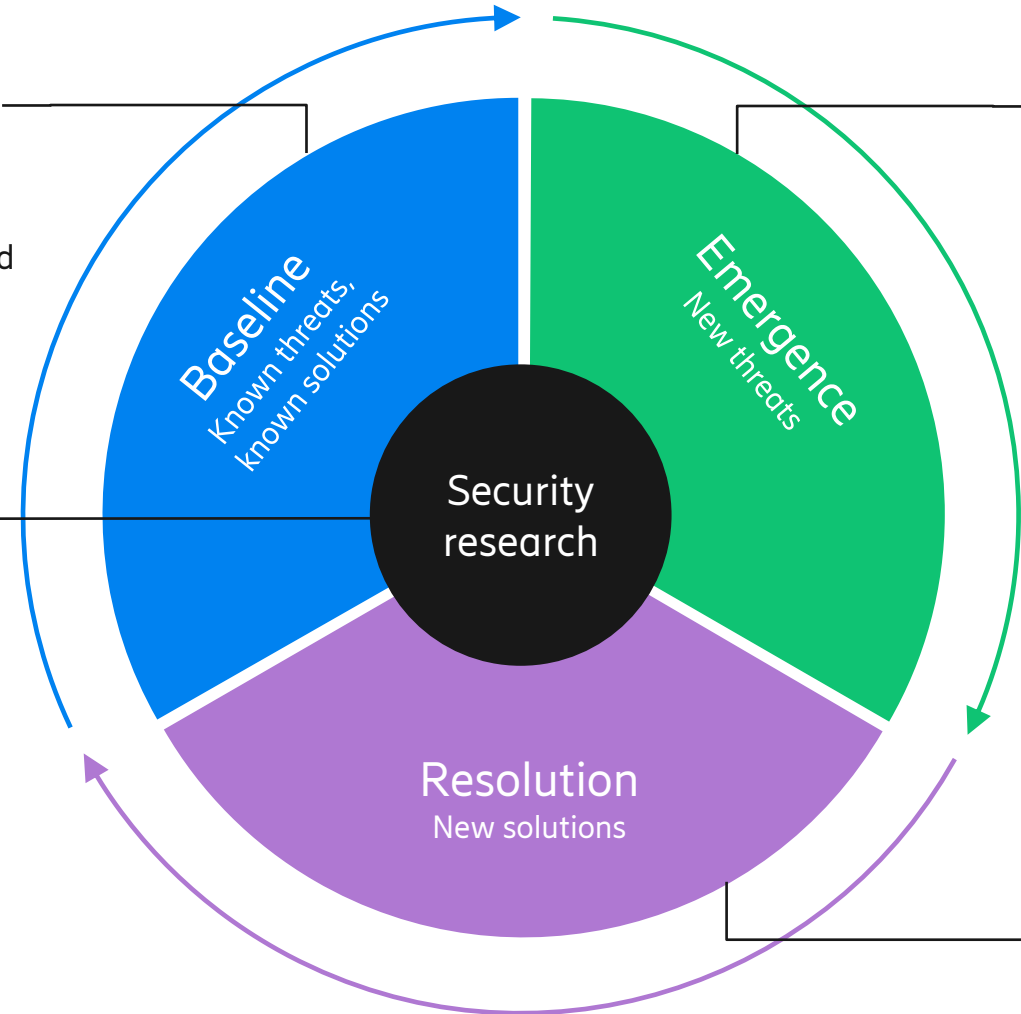 Baseline
Known threats,
known solutions
Emergence
New threats
Security
research
Resolution
New solutions